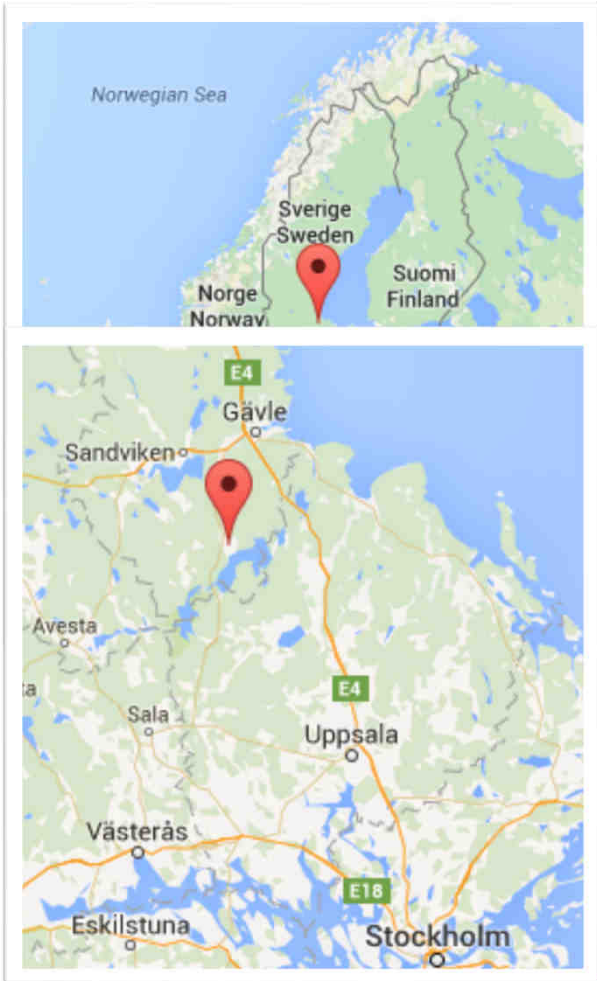 Norwegian Sea
Sverige
Sweden
Suomi
Finland
Norge
Norway
E4
Gävle
Sandviken
Avesta
ta
E4
Sala
Uppsala
Västerås
E18
Eskilstuna
Stockholm